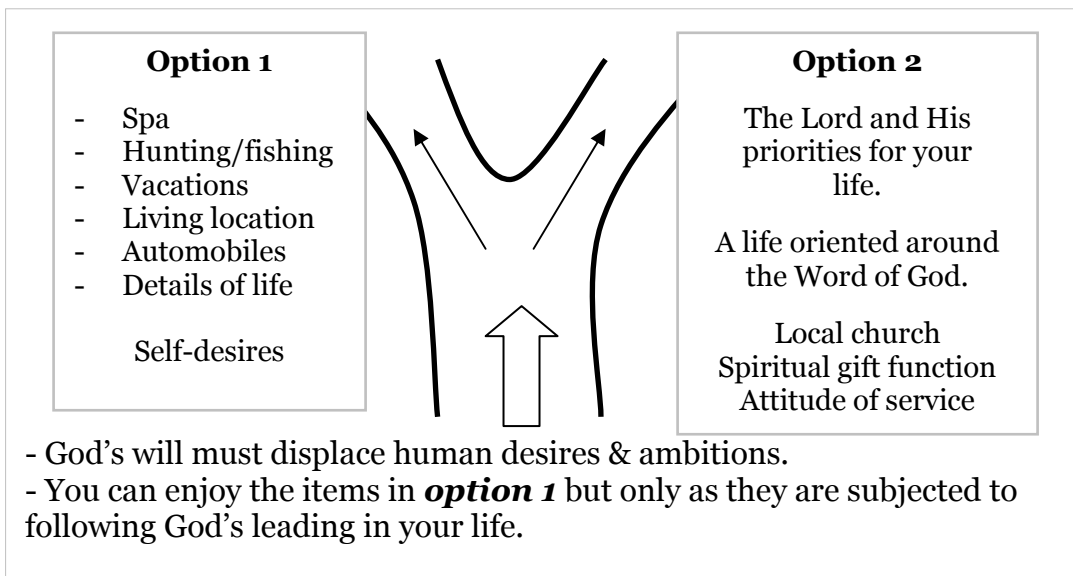 Option 1
- Spa
- Hunting/fishing
- Vacations
- Living location
- Automobiles
- Details of life
Self-desires
Option 2
The Lord and His
priorities for your
life.
A life oriented around
the Word of God.
Local church
Spiritual gift function
Attitude of service
- God’s will must displace human desires & ambitions.
- You can enjoy the items in option 1 but only as they are subjected to
following God’s leading in your life.